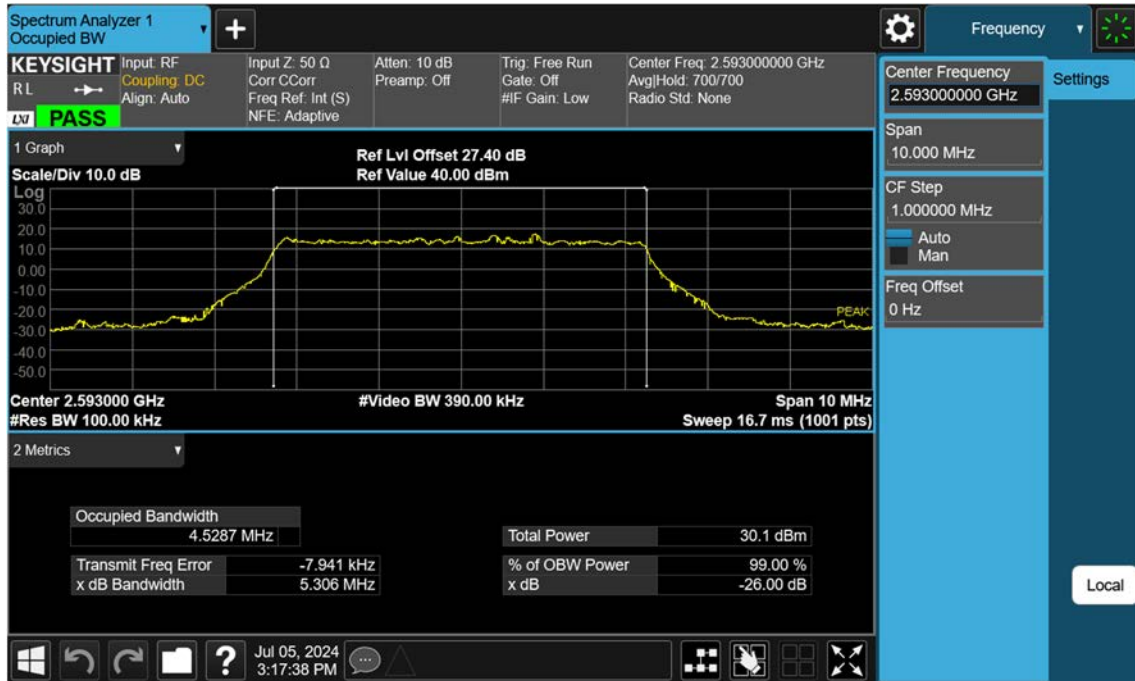 Spectrum Analyzer 1
Occupied BW
Frequency
KEYSIGHT
RL
LXI
PASS
Input: RF
Coupling: DC
Align: Auto
Input Z: 50 Ω
Corr CCorr
Freq Ref: Int (S)
NFE: Adaptive
Atten: 10 dB
Preamp: Off
Trig: Free Run
Gate: Off
#IF Gain: Low
Center Freq: 2.593000000 GHz
Avg|Hold: 700/700
Radio Std: None
Center Frequency
2.593000000 GHz
Settings
Span
10.000 MHz
CF Step
1.000000 MHz
Auto
Man
Freq Offset
0 Hz
Local
1 Graph
Scale/Div 10.0 dB
Ref Lvl Offset 27.40 dB
Ref Value 40.00 dBm
Log
30.0
20.0
10.0
0.00
-10.0
-20.0
-30.0
-40.0
-50.0
PEAK
Center 2.593000 GHz
#Video BW 390.00 kHz
Span 10 MHz
#Res BW 100.00 kHz
Sweep 16.7 ms (1001 pts)
2 Metrics
Occupied Bandwidth
4.5287 MHz
Total Power 30.1 dBm
Transmit Freq Error -7.941 kHz
% of OBW Power 99.00 %
x dB Bandwidth 5.306 MHz
x dB -26.00 dB
?
Jul 05, 2024
3:17:38 PM